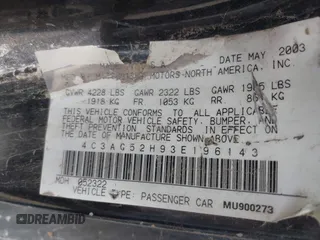 DATE MAY 2003
MOTORS NORTH AMERICA, INC.
GVWR 4228 LBS GAWR 2322 LBS GAWR LBS
1918 KG FR 1053 KG RR KG
THIS VEHICLE CONFORMS TO ALL APPLICABLE
FEDERAL MOTOR VEHICLE SAFETY, BUMPER, AND
THEFT PREVENTION STANDARDS IN EFFECT ON THE
DATE OF MANUFACTURE SHOWN ABOVE.
4C3AG52H93E196143
MDH 052322
VEHICLE TYPE: PASSENGER CAR MU900273
DREAMBID